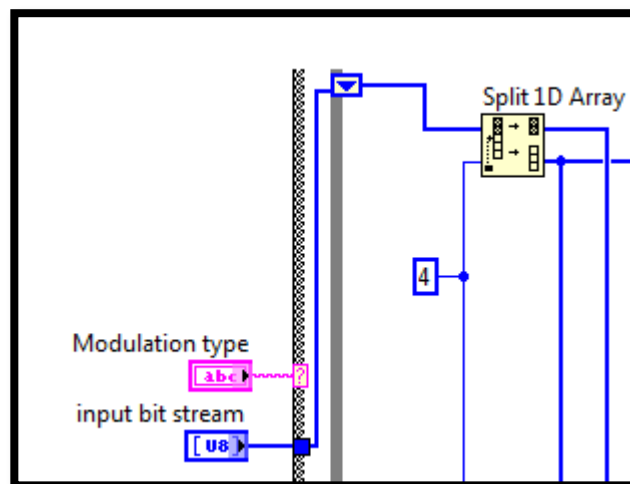 Split 1D Array
4
Modulation type
abc
?
input bit stream
[U8]